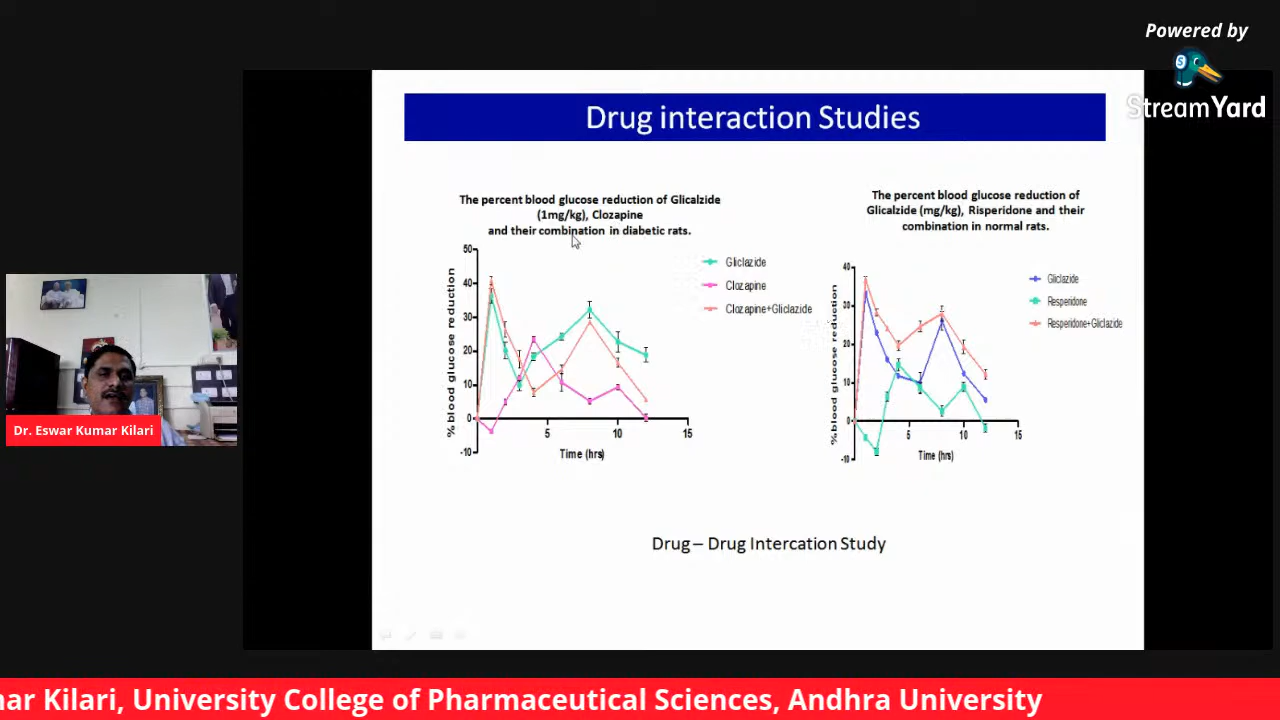 Powered by
StreamYard
Drug interaction Studies
The percent blood glucose reduction of Glicalzide
(1mg/kg), Clozapine
and their combination in diabetic rats.
50
40
30
20
10
0
-10
% blood glucose reduction
5
10
15
Time (hrs)
Gliclazide
Clozapine
Clozapine+Gliclazide
The percent blood glucose reduction of
Glicalzide (mg/kg), Risperidone and their
combination in normal rats.
40
30
20
10
0
-10
%blood glucose reduction
5
10
15
Time (hrs)
Gliclazide
Resperidone
Resperidone+Gliclazide
Drug – Drug Intercation Study
Dr. Eswar Kumar Kilari
nar Kilari, University College of Pharmaceutical Sciences, Andhra University